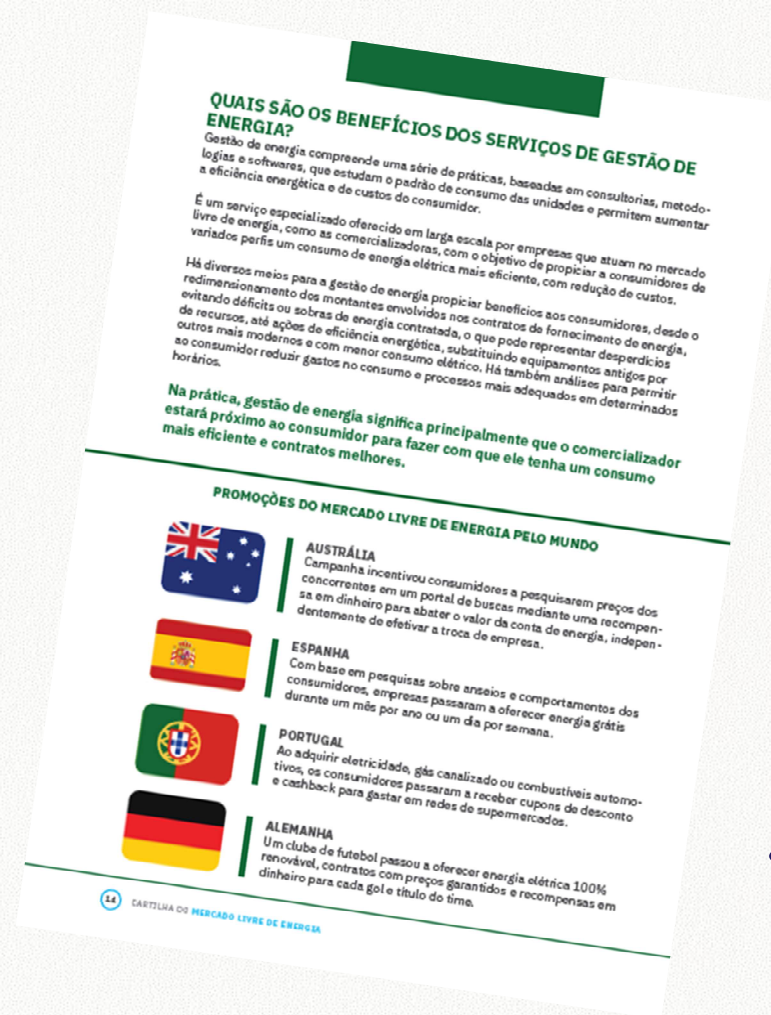 QUAIS SÃO OS BENEFÍCIOS DOS SERVIÇOS DE GESTÃO DE
ENERGIA?
Gestão de energia compreende uma série de práticas, baseadas em consultorias, metodo-
logias e softwares, que estudam o padrão de consumo das unidades e permitem aumentar
a eficiência energética e de custos do consumidor.
É um serviço especializado oferecido em larga escala por empresas que atuam no mercado
livre de energia, como as comercializadoras, com o objetivo de propiciar a consumidores de
variados perfis um consumo de energia elétrica mais eficiente, com redução de custos.
Há diversos meios para a gestão de energia propiciar benefícios aos consumidores, desde o
redimensionamento dos montantes envolvidos nos contratos de fornecimento de energia,
evitando déficits ou sobras de energia contratada, o que pode representar desperdícios
de recursos, até ações de eficiência energética, substituindo equipamentos antigos por
outros mais modernos e com menor consumo elétrico. Há também análises para permitir
ao consumidor reduzir gastos no consumo e processos mais adequados em determinados
horários.
Na prática, gestão de energia significa principalmente que o comercializador
estará próximo ao consumidor para fazer com que ele tenha um consumo
mais eficiente e contratos melhores.
PROMOÇÕES DO MERCADO LIVRE DE ENERGIA PELO MUNDO
AUSTRÁLIA
Campanha incentivou consumidores a pesquisarem preços dos
concorrentes em um portal de buscas mediante uma recompen-
sa em dinheiro para abater o valor da conta de energia, indepen-
dentemente de efetivar a troca de empresa.
ESPANHA
Com base em pesquisas sobre anseios e comportamentos dos
consumidores, empresas passaram a oferecer energia grátis
durante um mês por ano ou um dia por semana.
PORTUGAL
Ao adquirir eletricidade, gás canalizado ou combustíveis automo-
tivos, os consumidores passaram a receber cupons de desconto
e cashback para gastar em redes de supermercados.
ALEMANHA
Um clube de futebol passou a oferecer energia elétrica 100%
renovável, contratos com preços garantidos e recompensas em
dinheiro para cada gol e título do time.
14 CARTILHA DO MERCADO LIVRE DE ENERGIA